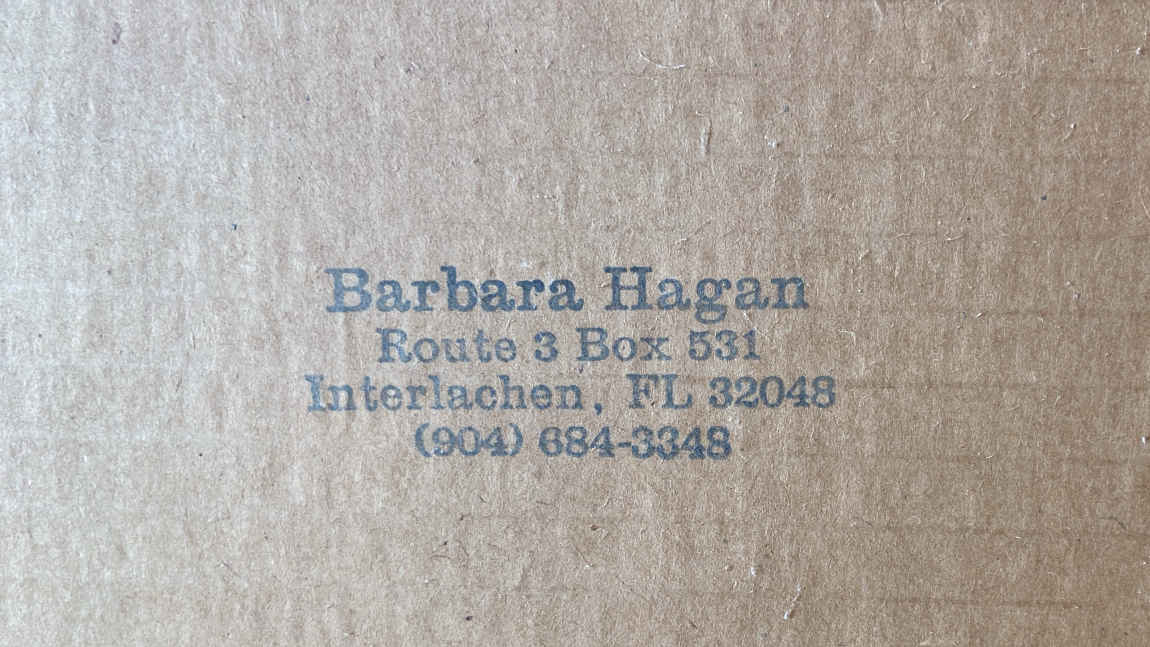 Barbara Hagan
Route 3 Box 531
Interlachen, FL 32048
(904) 684-3348